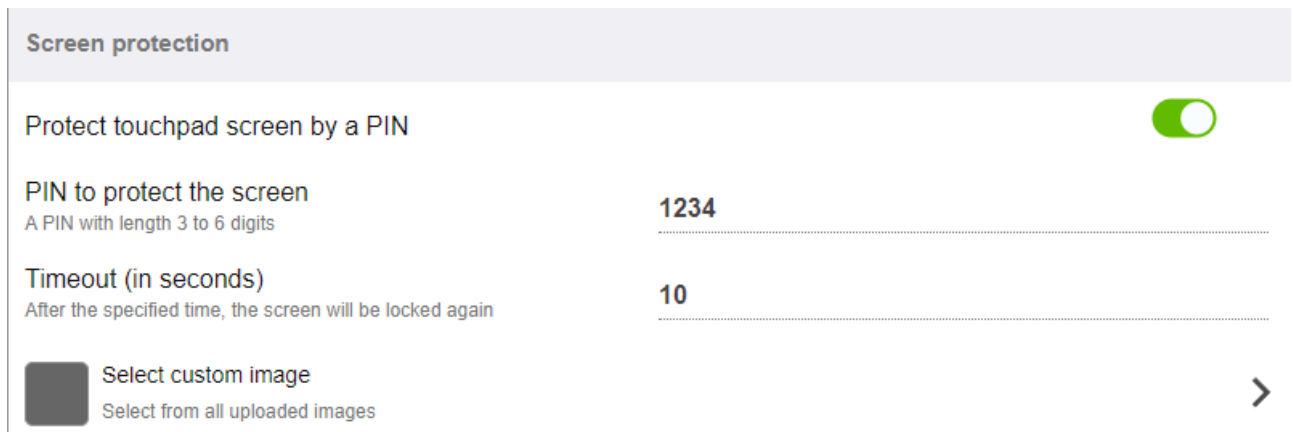 Screen protection
Protect touchpad screen by a PIN
PIN to protect the screen
A PIN with length 3 to 6 digits
1234
Timeout (in seconds)
After the specified time, the screen will be locked again
10
Select custom image
Select from all uploaded images